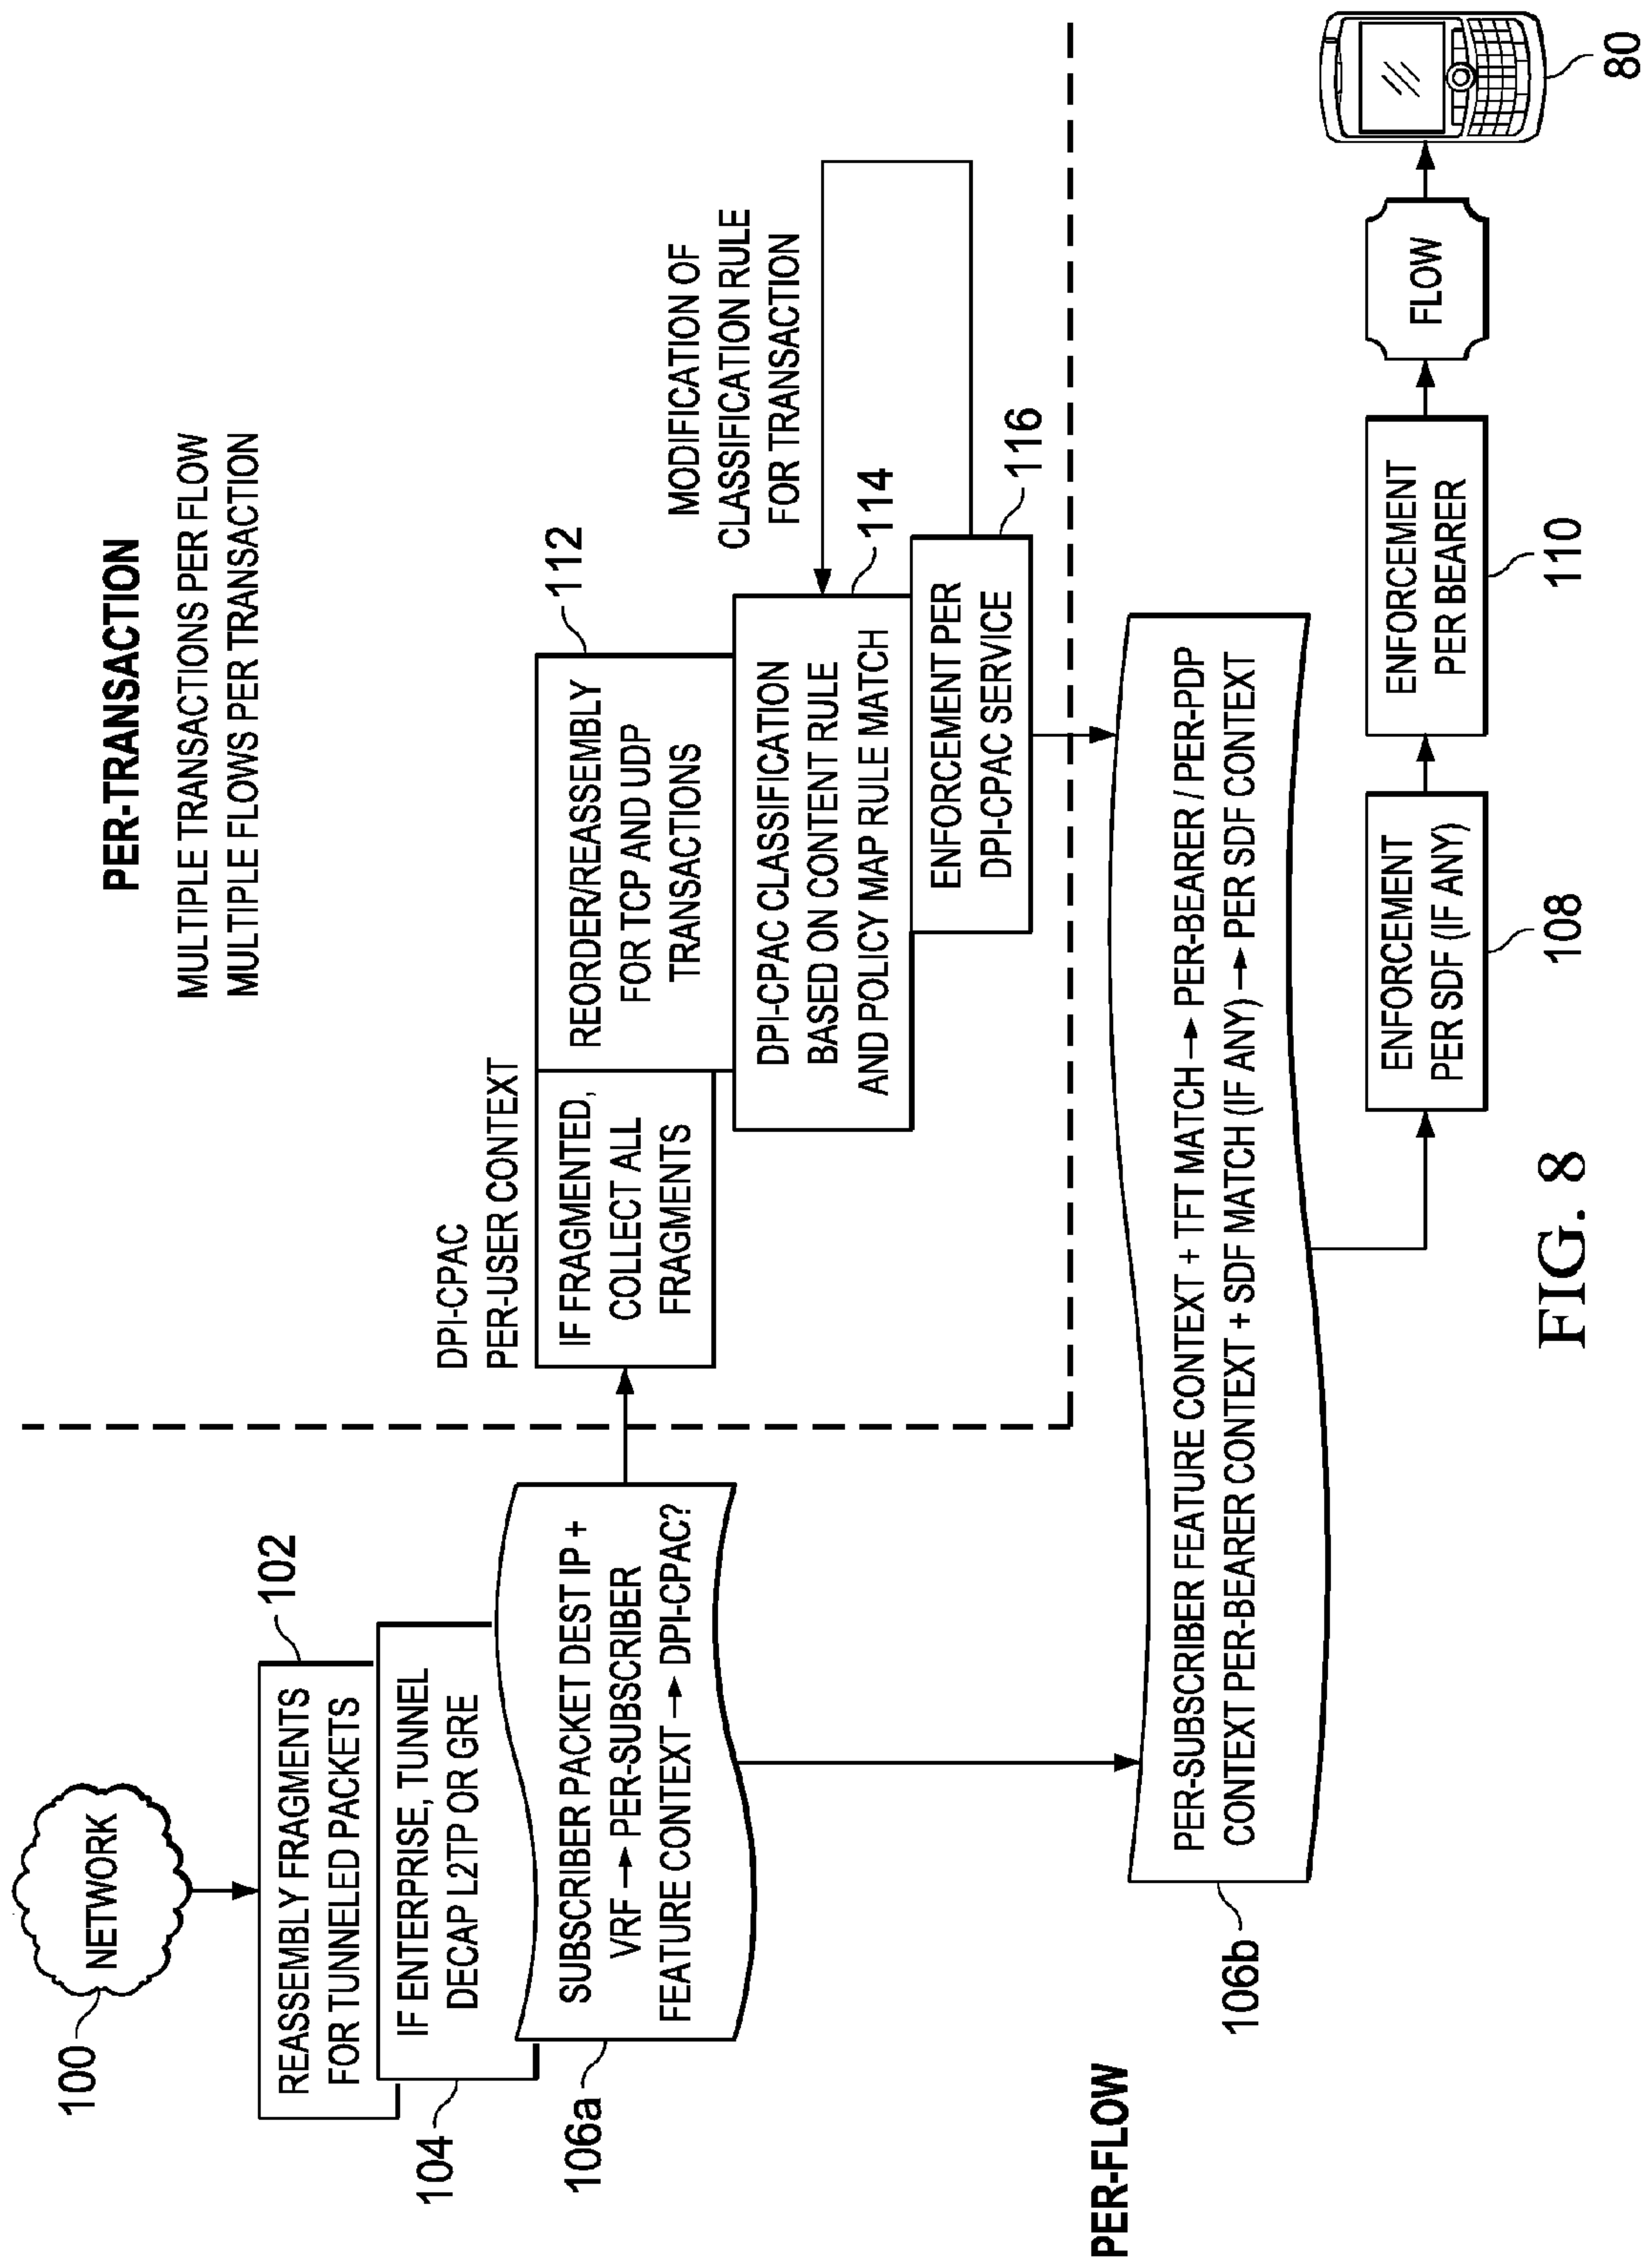 PER-TRANSACTION
MULTIPLE TRANSACTIONS PER FLOW
MULTIPLE FLOWS PER TRANSACTION
100
NETWORK
102
REASSEMBLY FRAGMENTS
FOR TUNNELED PACKETS
104
IF ENTERPRISE, TUNNEL
DECAP L2TP OR GRE
106a
SUBSCRIBER PACKET DEST IP +
VRF → PER-SUBSCRIBER
FEATURE CONTEXT → DPI-CPAC?
DPI-CPAC
PER-USER CONTEXT
IF FRAGMENTED,
COLLECT ALL
FRAGMENTS
112
REORDER/REASSEMBLY
FOR TCP AND UDP
TRANSACTIONS
MODIFICATION OF
CLASSIFICATION RULE
FOR TRANSACTION
114
DPI-CPAC CLASSIFICATION
BASED ON CONTENT RULE
AND POLICY MAP RULE MATCH
116
ENFORCEMENT PER
DPI-CPAC SERVICE
PER-FLOW
106b
PER-SUBSCRIBER FEATURE CONTEXT + TFT MATCH → PER-BEARER / PER-PDP
CONTEXT PER-BEARER CONTEXT + SDF MATCH (IF ANY) → PER SDF CONTEXT
ENFORCEMENT
PER SDF (IF ANY)
108
ENFORCEMENT
PER BEARER
110
FLOW
80
FIG. 8